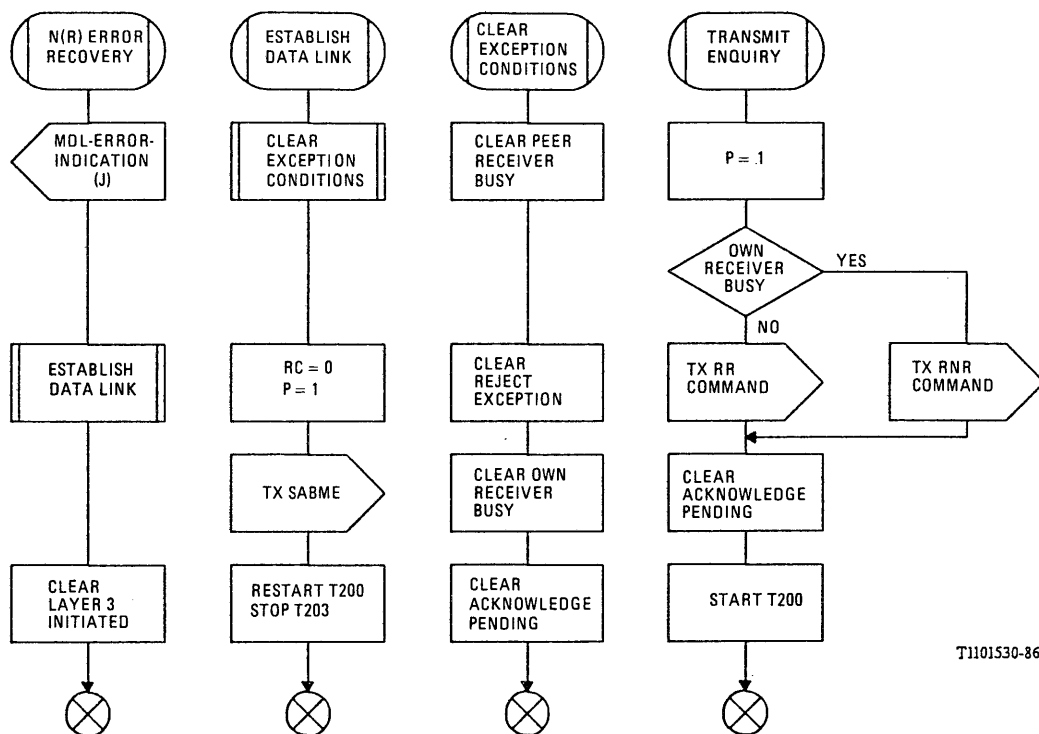 N(R) ERROR
RECOVERY
MDL-ERROR-
INDICATION
(J)
ESTABLISH
DATA LINK
CLEAR
LAYER 3
INITIATED
ESTABLISH
DATA LINK
CLEAR
EXCEPTION
CONDITIONS
RC = 0
P = 1
TX SABME
RESTART T200
STOP T203
CLEAR
EXCEPTION
CONDITIONS
CLEAR PEER
RECEIVER
BUSY
CLEAR
REJECT
EXCEPTION
CLEAR OWN
RECEIVER
BUSY
CLEAR
ACKNOWLEDGE
PENDING
TRANSMIT
ENQUIRY
P = 1
OWN
RECEIVER
BUSY
YES
NO
TX RR
COMMAND
TX RNR
COMMAND
CLEAR
ACKNOWLEDGE
PENDING
START T200
T1101530-86